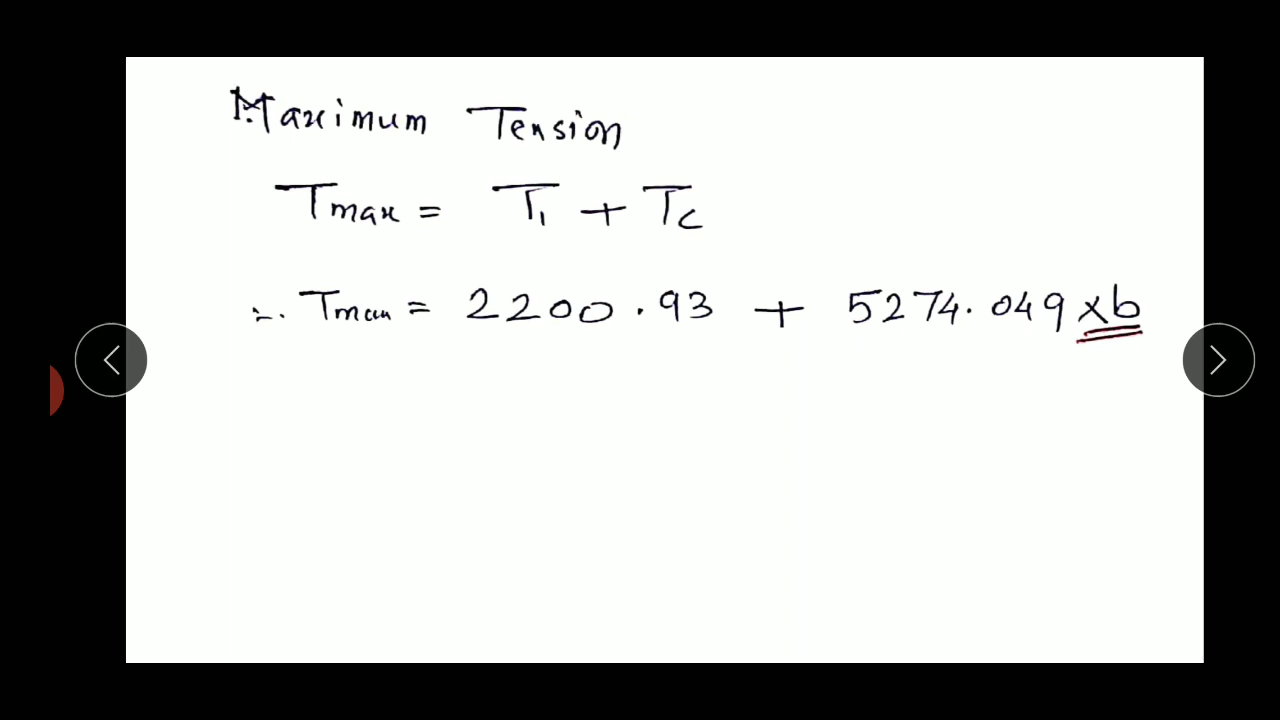 Maximum Tension
Tmax = T1 + Tc
∴ Tmax = 2200.93 + 5274.049 xb